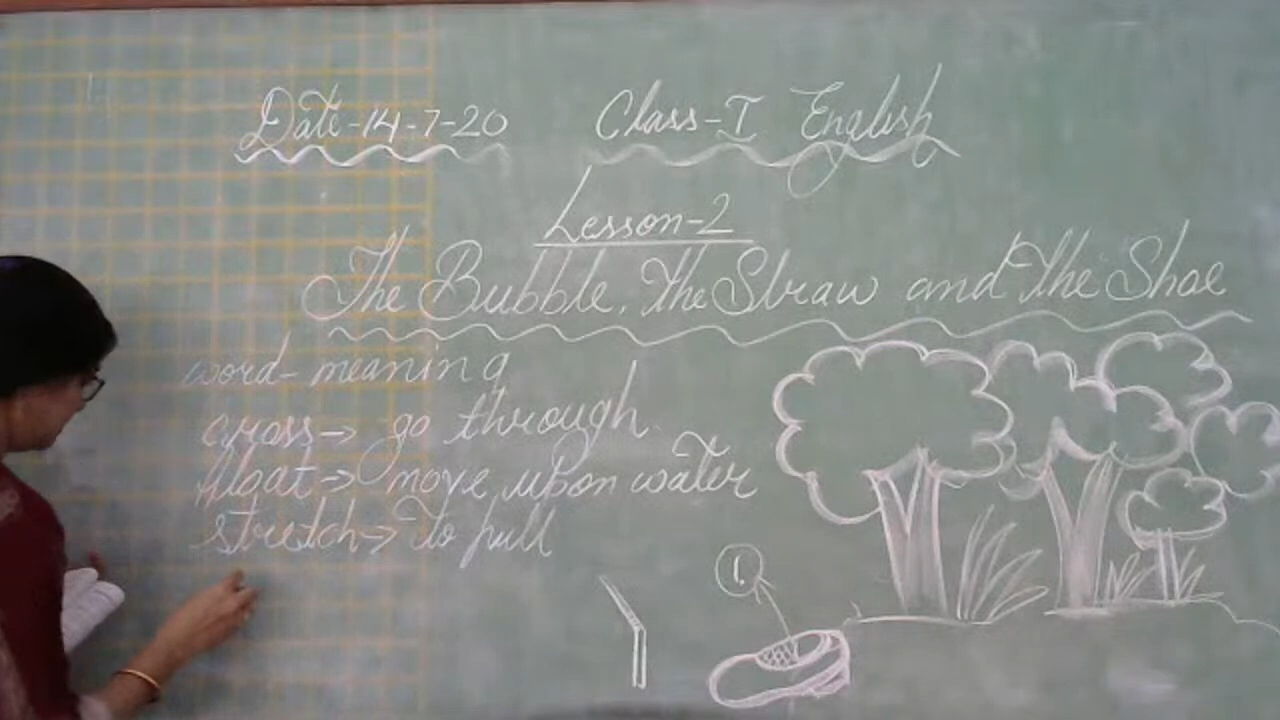 Date-14-7-20 Class-I English
Lesson-2
The Bubble, The Straw and The Shoe
word-meaning
cross→ go through
float→ move upon water
stretch→ to pull
1.